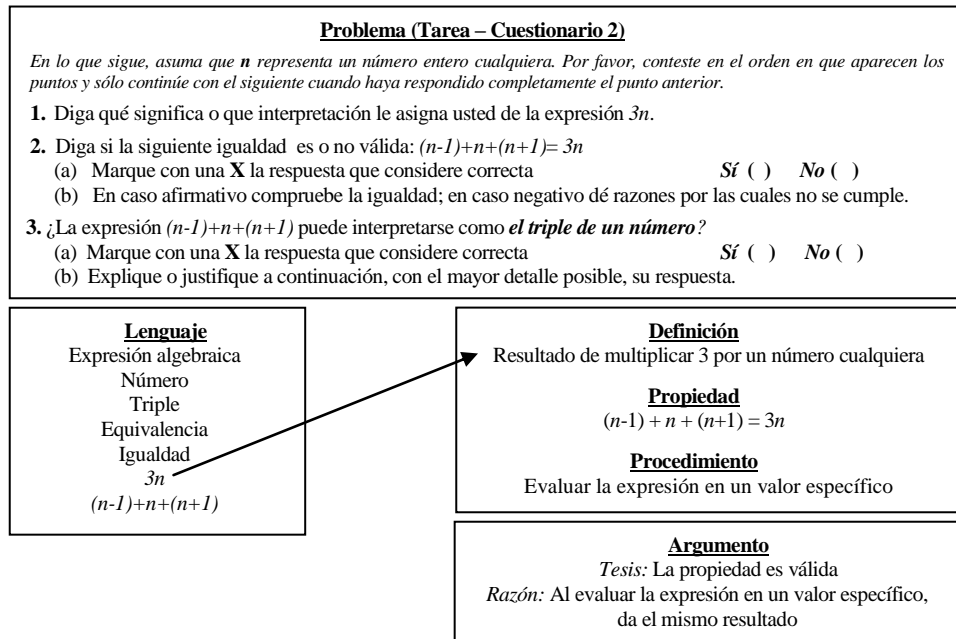 Problema (Tarea – Cuestionario 2)
En lo que sigue, asuma que n representa un número entero cualquiera. Por favor, conteste en el orden en que aparecen los
puntos y sólo continúe con el siguiente cuando haya respondido completamente el punto anterior.
1. Diga qué significa o que interpretación le asigna usted de la expresión 3n.
2. Diga si la siguiente igualdad es o no válida: (n-1)+n+(n+1)= 3n
(a) Marque con una X la respuesta que considere correcta Sí ( ) No ( )
(b) En caso afirmativo compruebe la igualdad; en caso negativo dé razones por las cuales no se cumple.
3. ¿La expresión (n-1)+n+(n+1) puede interpretarse como el triple de un número?
(a) Marque con una X la respuesta que considere correcta Sí ( ) No ( )
(b) Explique o justifique a continuación, con el mayor detalle posible, su respuesta.
Lenguaje
Expresión algebraica
Número
Triple
Equivalencia
Igualdad
3n
(n-1)+n+(n+1)
Definición
Resultado de multiplicar 3 por un número cualquiera
Propiedad
(n-1) + n + (n+1) = 3n
Procedimiento
Evaluar la expresión en un valor específico
Argumento
Tesis: La propiedad es válida
Razón: Al evaluar la expresión en un valor específico,
da el mismo resultado